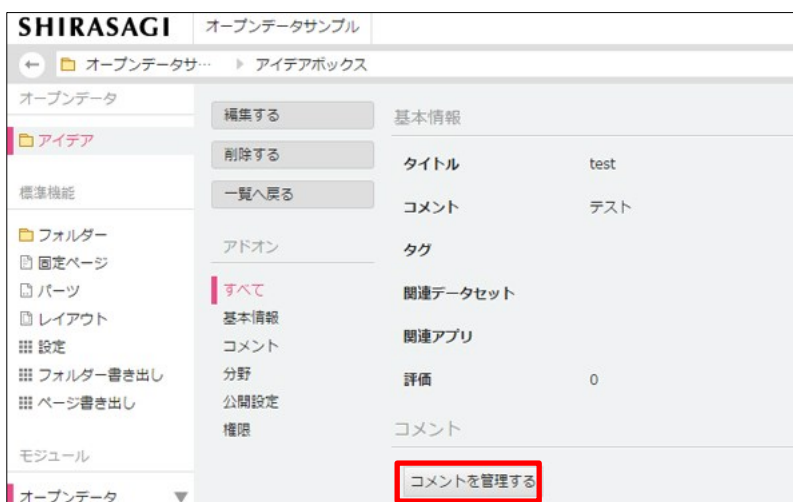 SHIRASAGI オープンデータサンプル
オープンデータサ… アイデアボックス
オープンデータ
アイデア
標準機能
フォルダー
固定ページ
パーツ
レイアウト
設定
フォルダー書き出し
ページ書き出し
モジュール
オープンデータ
編集する
削除する
一覧へ戻る
アドオン
すべて
基本情報
コメント
分野
公開設定
権限
基本情報
タイトル test
コメント テスト
タグ
関連データセット
関連アプリ
評価 0
コメント
コメントを管理する